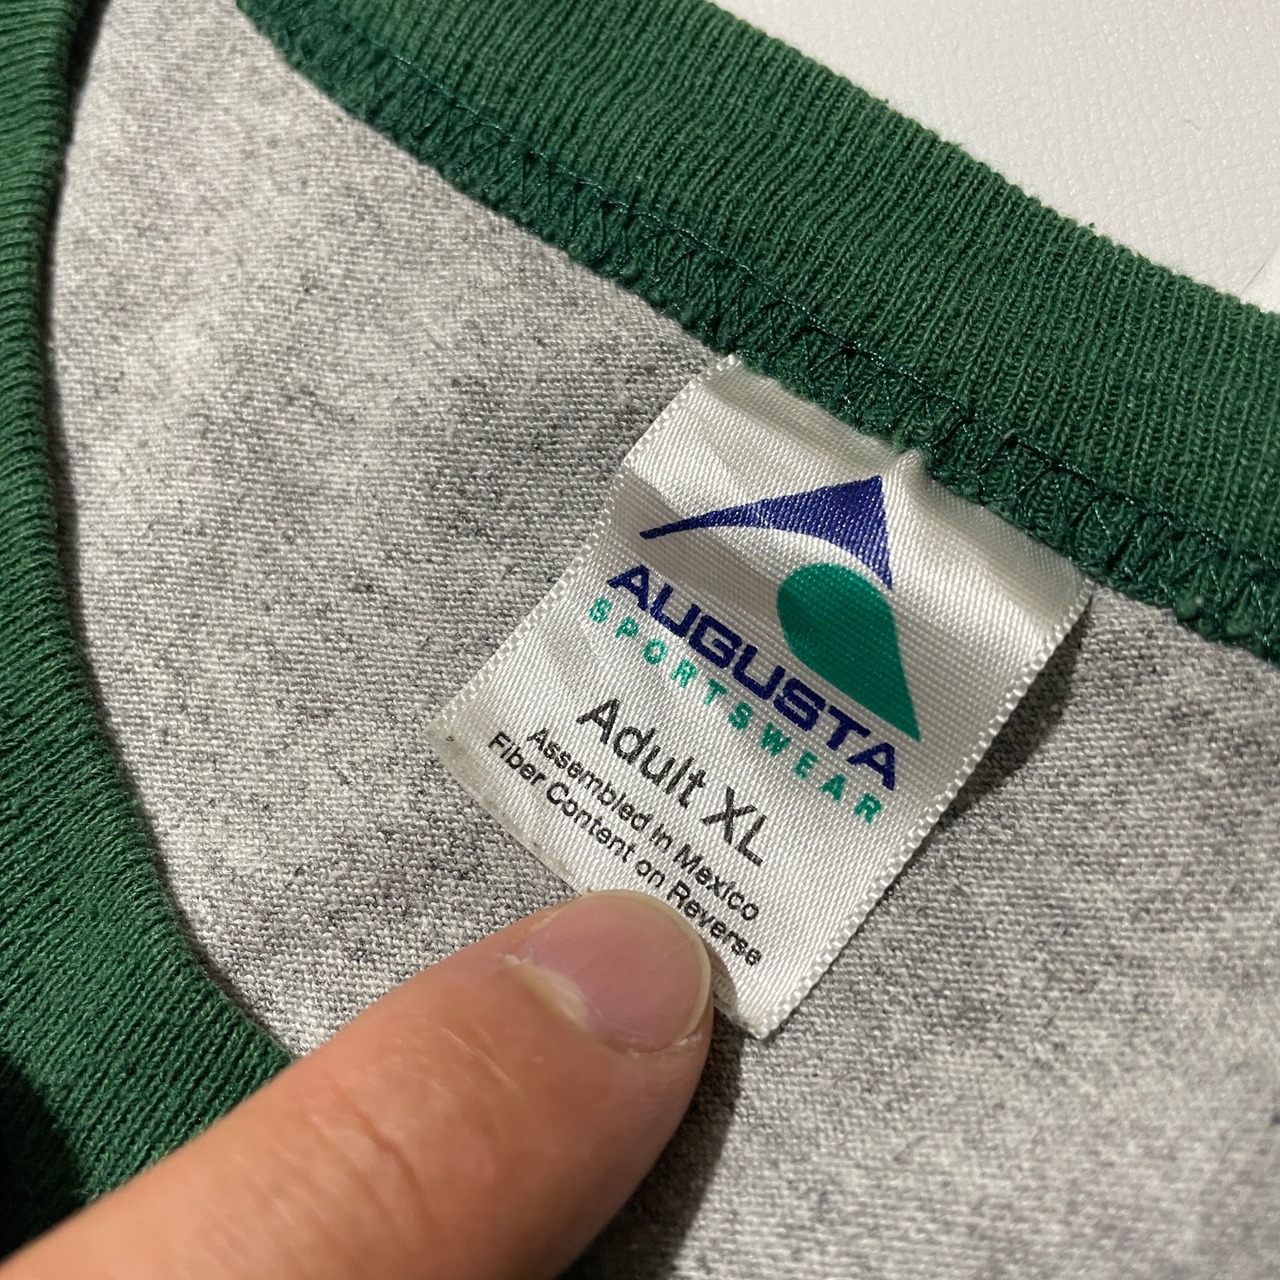 AUGUSTA
SPORTSWEAR
Adult XL
Assembled in Mexico
Fiber Content on Reverse